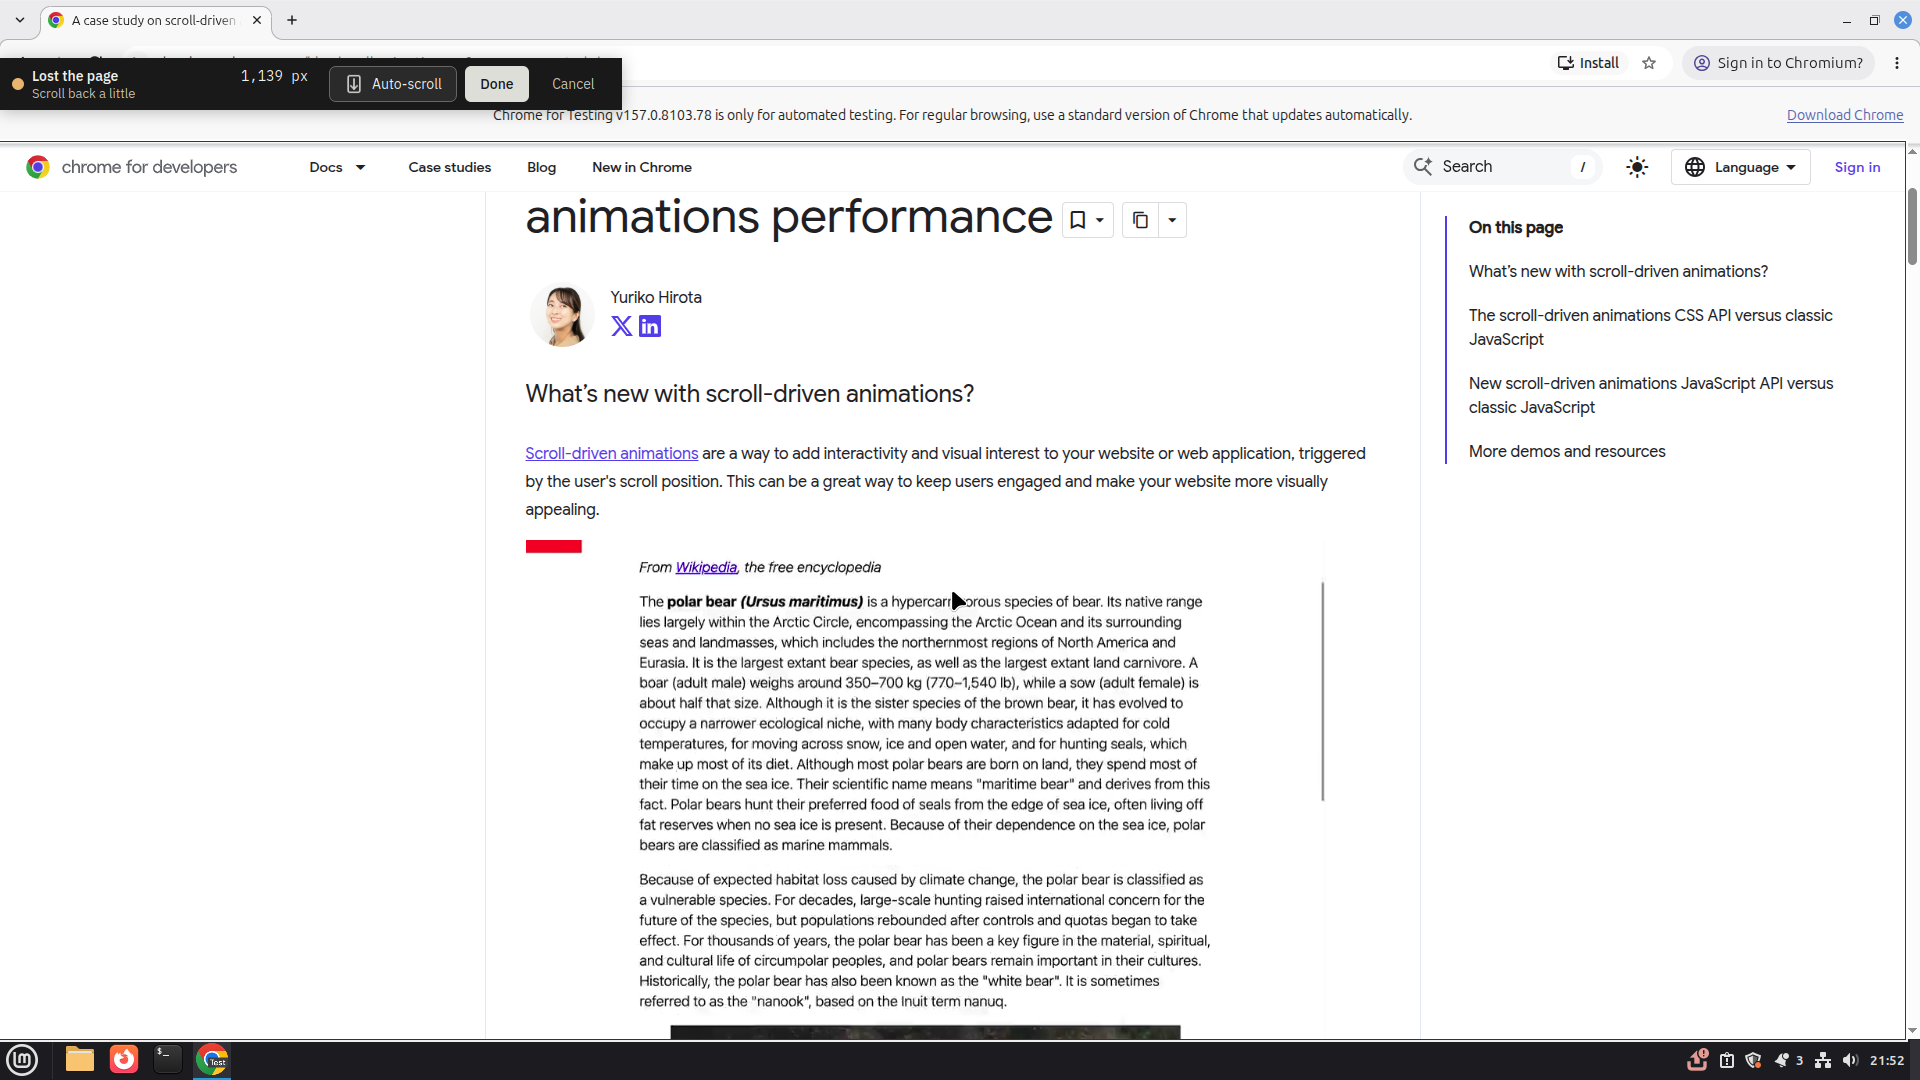 A case study on scroll-driven
Lost the page
Scroll back a little
1,139 px
Auto-scroll
Done
Cancel
Install
Sign in to Chromium?
Chrome for Testing v157.0.8103.78 is only for automated testing. For regular browsing, use a standard version of Chrome that updates automatically.
Download Chrome
chrome for developers
Docs
Case studies
Blog
New in Chrome
Search
/
Language
Sign in
animations performance
Yuriko Hirota
What’s new with scroll-driven animations?
Scroll-driven animations are a way to add interactivity and visual interest to your website or web application, triggered
by the user's scroll position. This can be a great way to keep users engaged and make your website more visually
appealing.
From Wikipedia, the free encyclopedia
The polar bear (Ursus maritimus) is a species of bear. Its native range
lies largely within the Arctic Circle, encompassing the Arctic Ocean and its surrounding
seas and landmasses, which includes the northernmost regions of North America and
Eurasia. It is the largest extant bear species, as well as the largest extant land carnivore. A
boar (adult male) weighs around 350–700 kg (770–1,540 lb), while a sow (adult female) is
about half that size. Although it is the sister species of the brown bear, it has evolved to
occupy a narrower ecological niche, with many body characteristics adapted for cold
temperatures, for moving across snow, ice and open water, and for hunting seals, which
make up most of its diet. Although most polar bears are born on land, they spend most of
their time on the sea ice. Their scientific name means "maritime bear" and derives from this
fact. Polar bears hunt their preferred food of seals from the edge of sea ice, often living off
fat reserves when no sea ice is present. Because of their dependence on the sea ice, polar
bears are classified as marine mammals.
Because of expected habitat loss caused by climate change, the polar bear is classified as
a vulnerable species. For decades, large-scale hunting raised international concern for the
future of the species, but populations rebounded after controls and quotas began to take
effect. For thousands of years, the polar bear has been a key figure in the material, spiritual,
and cultural life of circumpolar peoples, and polar bears remain important in their cultures.
Historically, the polar bear has also been known as the "white bear". It is sometimes
referred to as the "nanook", based on the Inuit term nanuq.
On this page
What’s new with scroll-driven animations?
The scroll-driven animations CSS API versus classic
JavaScript
New scroll-driven animations JavaScript API versus
classic JavaScript
More demos and resources
Test
3
21:52